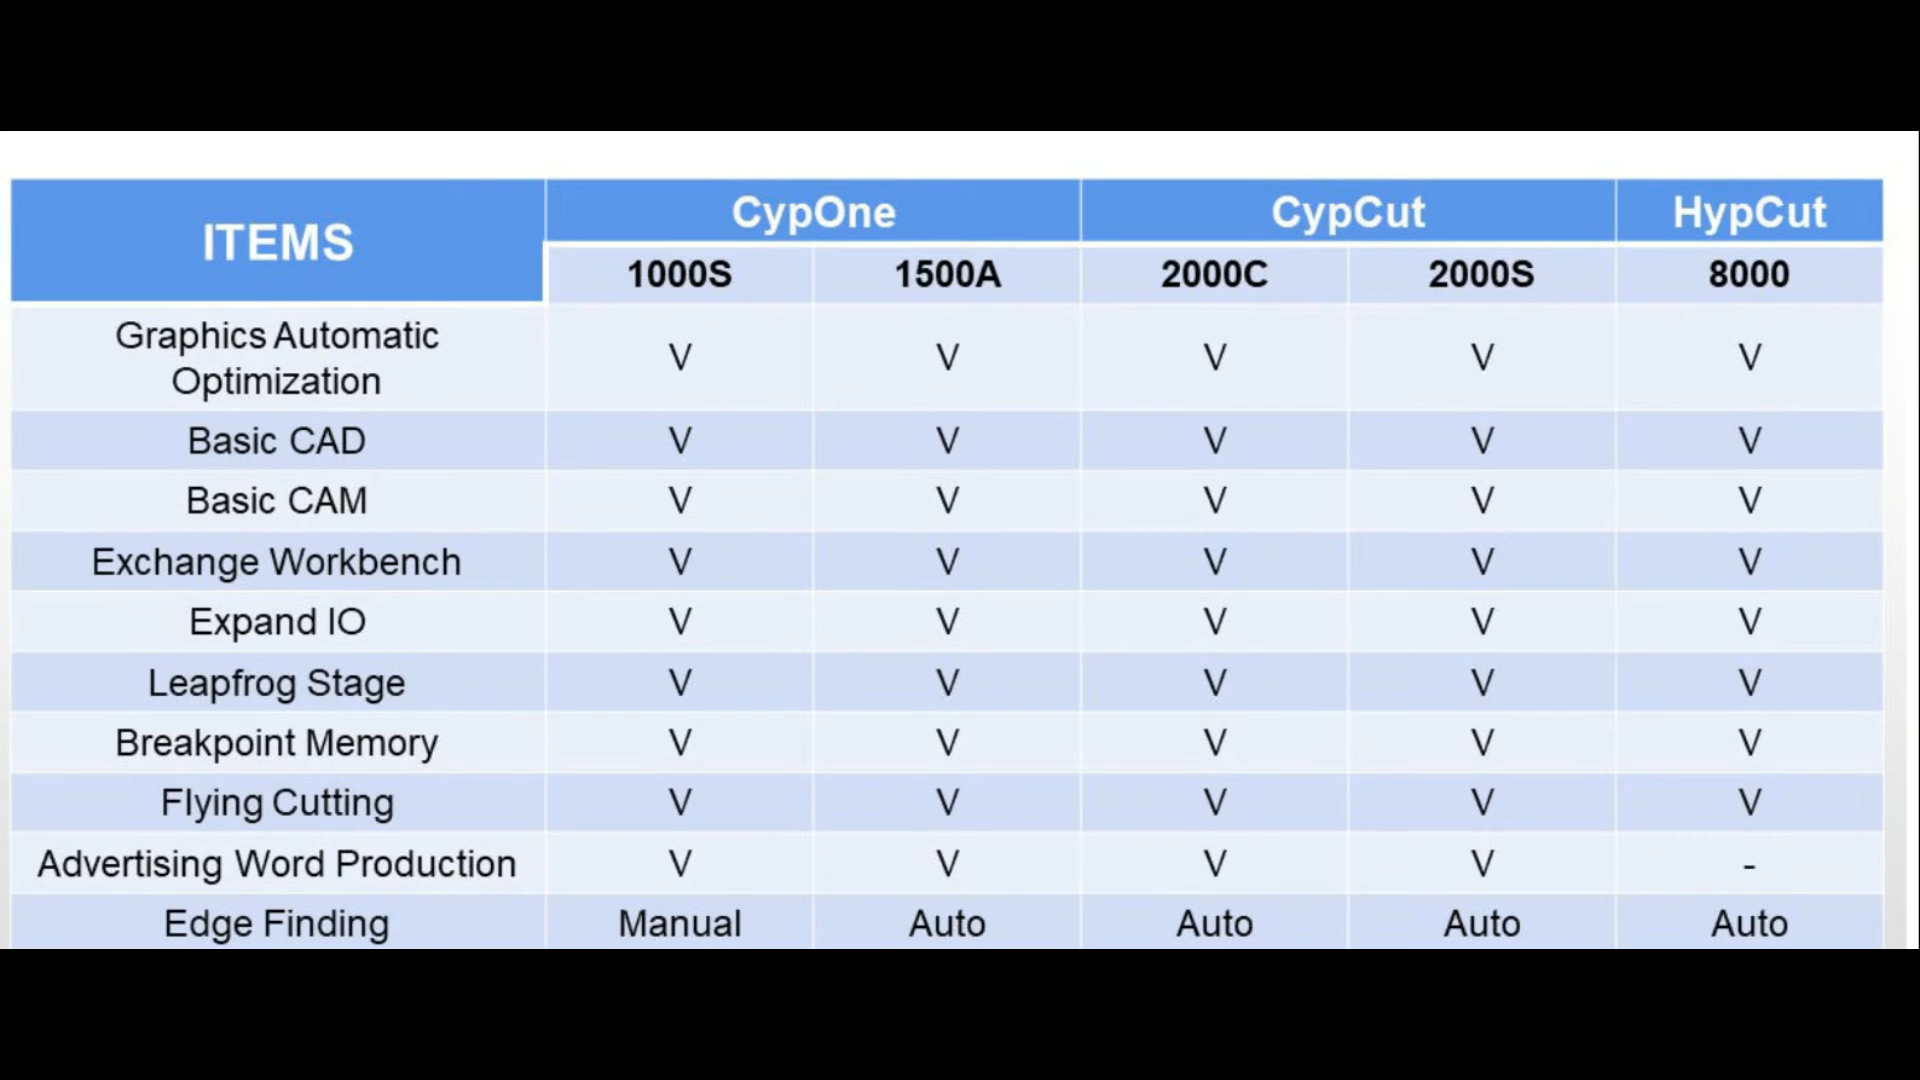 ITEMS CypOne CypCut HypCut
1000S 1500A 2000C 2000S 8000
Graphics Automatic
Optimization V V V V V
Basic CAD V V V V V
Basic CAM V V V V V
Exchange Workbench V V V V V
Expand IO V V V V V
Leapfrog Stage V V V V V
Breakpoint Memory V V V V V
Flying Cutting V V V V V
Advertising Word Production V V V V -
Edge Finding Manual Auto Auto Auto Auto